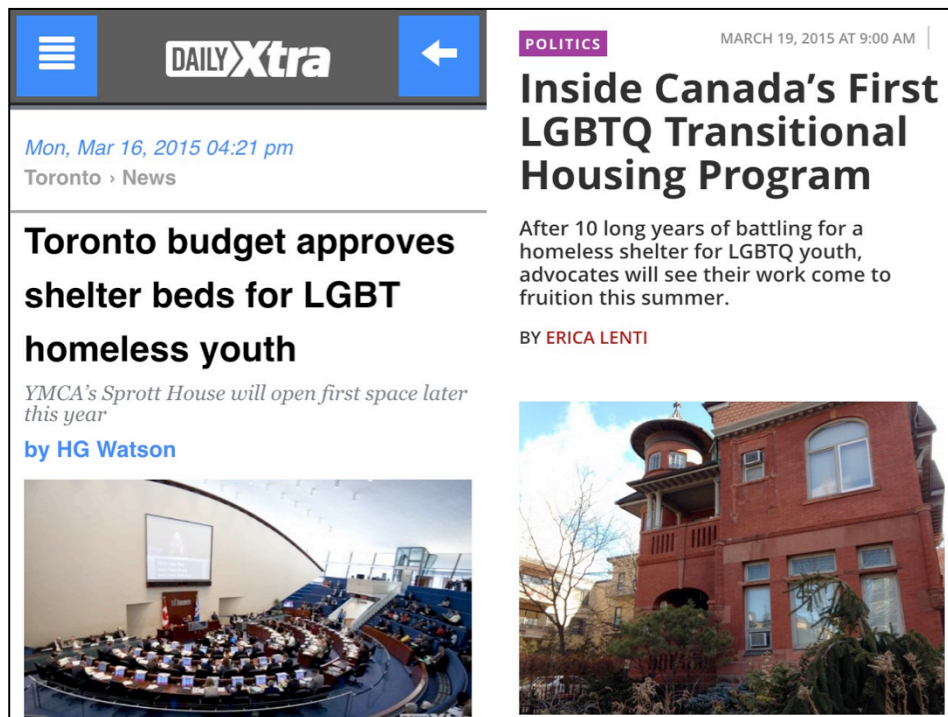 DAILY Xtra
Mon, Mar 16, 2015 04:21 pm
Toronto › News
Toronto budget approves
shelter beds for LGBT
homeless youth
YMCA’s Sprott House will open first space later
this year
by HG Watson
POLITICS
MARCH 19, 2015 AT 9:00 AM
Inside Canada’s First
LGBTQ Transitional
Housing Program
After 10 long years of battling for a
homeless shelter for LGBTQ youth,
advocates will see their work come to
fruition this summer.
BY ERICA LENTI